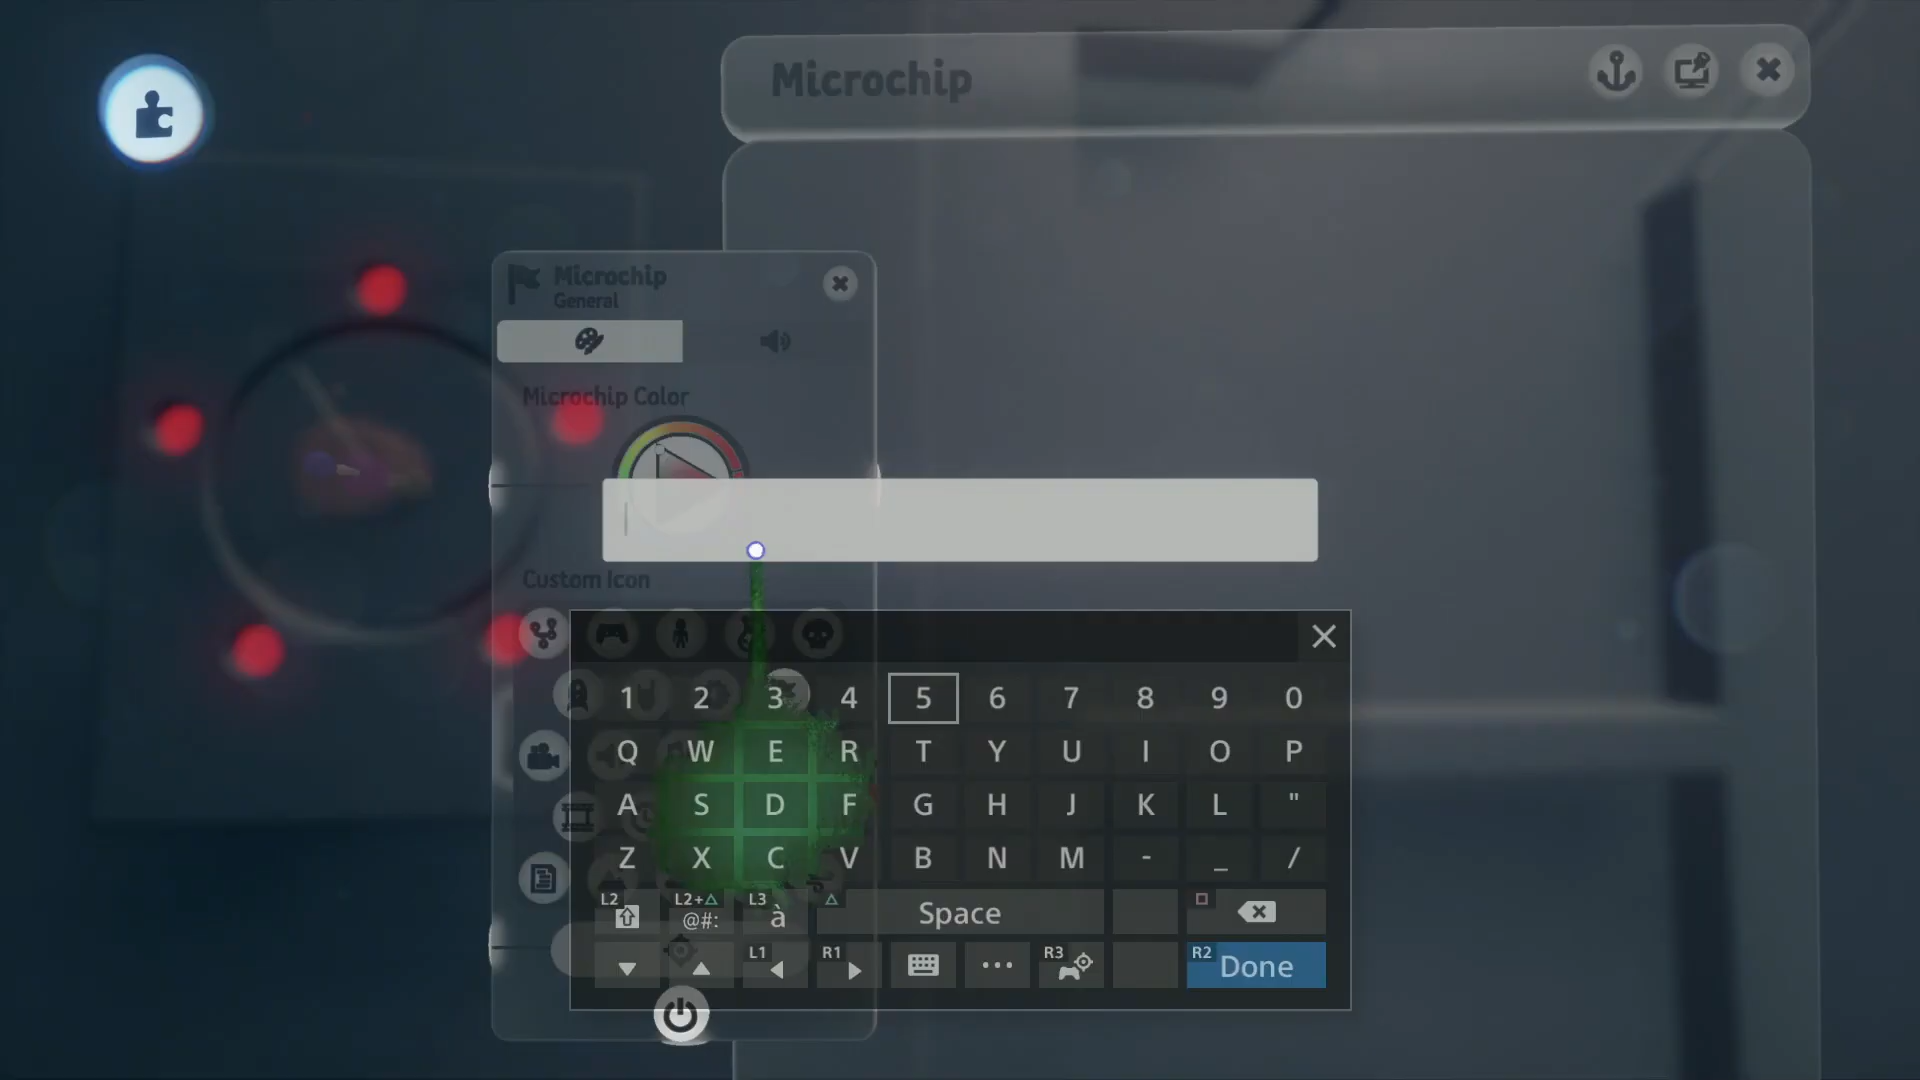 Microchip
Microchip
General
Microchip Color
Custom Icon
1 2 3 4 5 6 7 8 9 0
Q W E R T Y U I O P
A S D F G H J K L "
Z X C V B N M - _ /
L2 L2+△ @#: L3 à △ Space □
L1 R1 ... R3 R2 Done